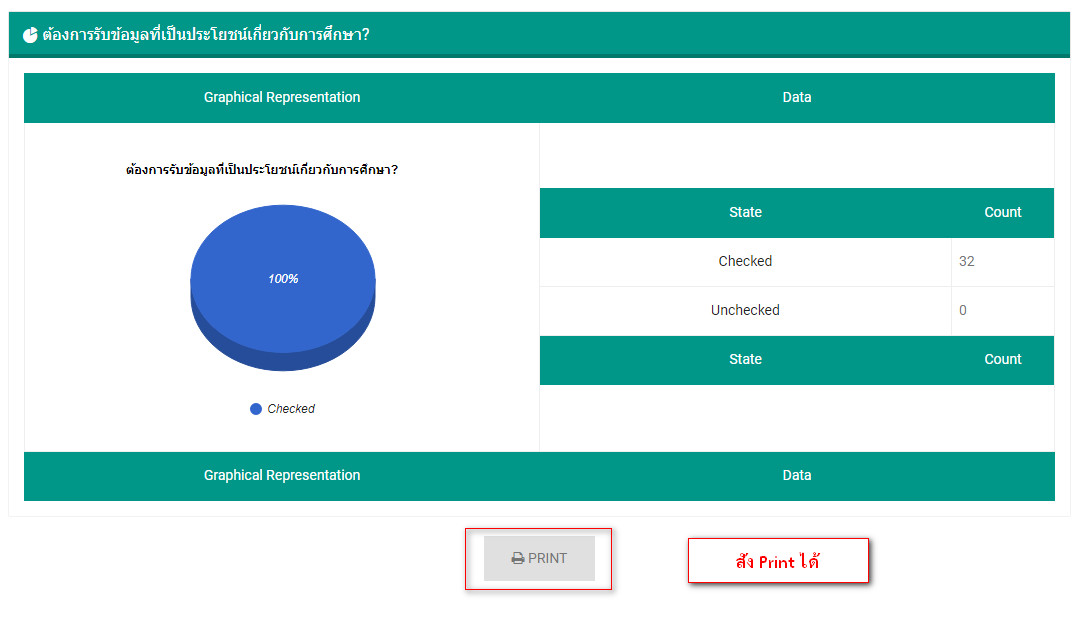 ต้องการรับข้อมูลที่เป็นประโยชน์เกี่ยวกับการศึกษา?
Graphical Representation Data
ต้องการรับข้อมูลที่เป็นประโยชน์เกี่ยวกับการศึกษา?
100%
Checked
State Count
Checked 32
Unchecked 0
State Count
Graphical Representation Data
PRINT
สั่ง Print ได้